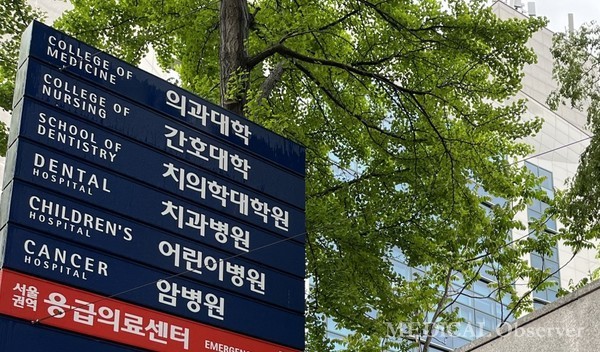 COLLEGE OF
MEDICINE 의과대학
COLLEGE OF
NURSING 간호대학
SCHOOL OF
DENTISTRY 치의학대학원
DENTAL
HOSPITAL 치과병원
CHILDREN'S
HOSPITAL 어린이병원
CANCER
HOSPITAL 암병원
서울
권역 응급의료센터
MEDICAL Observer